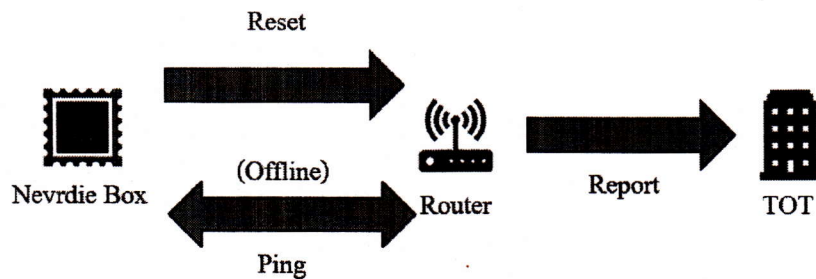 Reset
Nevrdie Box
(Offline)
Ping
Router
Report
TOT